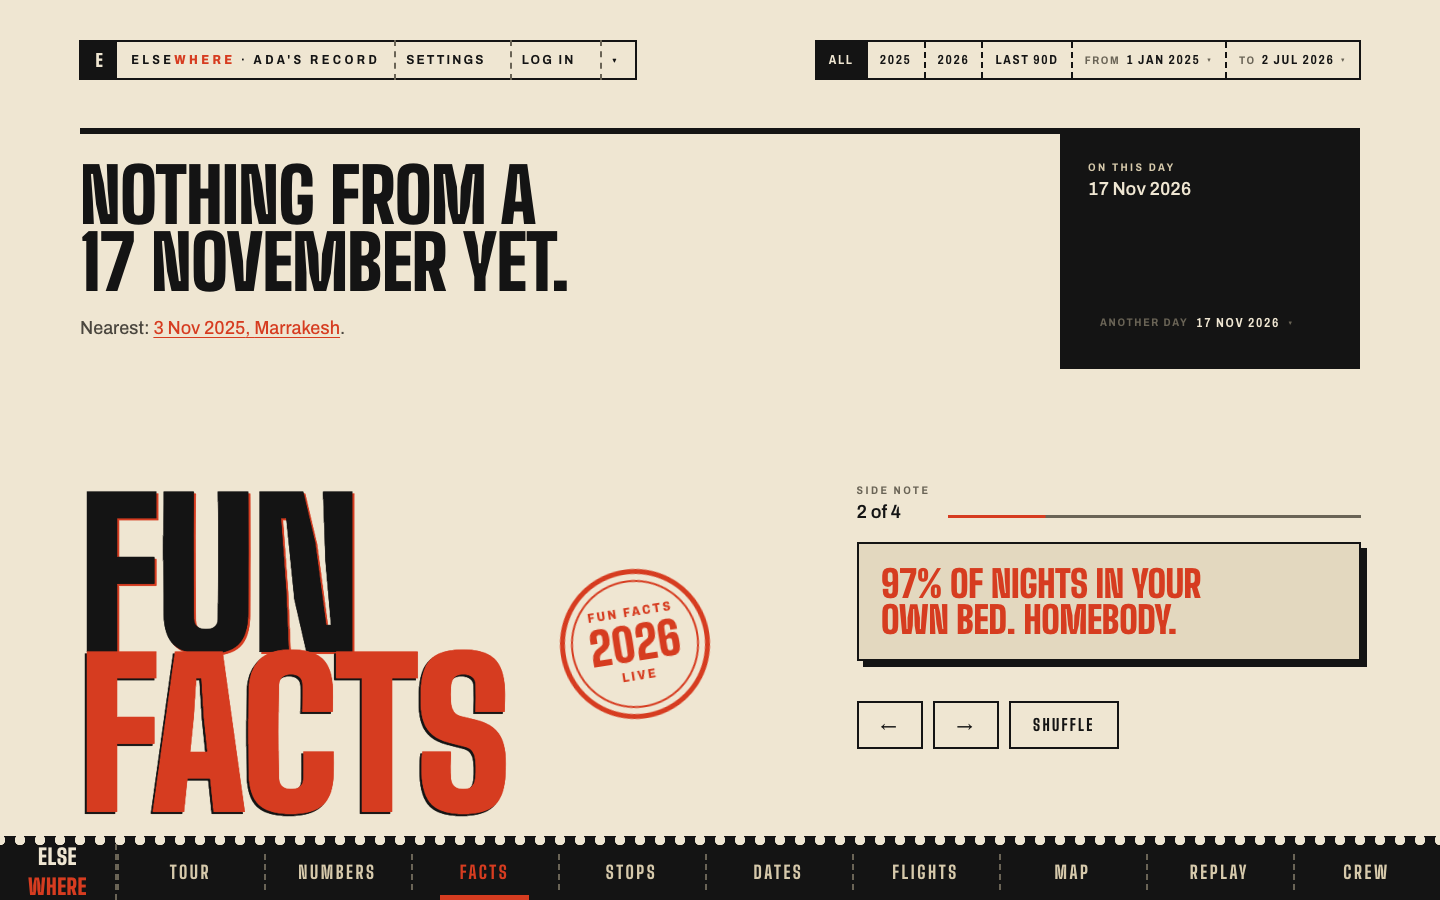 E ELSEWHERE · ADA'S RECORD SETTINGS LOG IN ▾
ALL 2025 2026 LAST 90D FROM 1 JAN 2025 ▾ TO 2 JUL 2026 ▾
NOTHING FROM A
17 NOVEMBER YET.
Nearest: 3 Nov 2025, Marrakesh.
ON THIS DAY
17 Nov 2026
ANOTHER DAY 17 NOV 2026 ▾
FUN
FACTS
FUN FACTS
2026
LIVE
SIDE NOTE
2 of 4
97% OF NIGHTS IN YOUR
OWN BED. HOMEBODY.
← → SHUFFLE
ELSE
WHERE
TOUR NUMBERS FACTS STOPS DATES FLIGHTS MAP REPLAY CREW